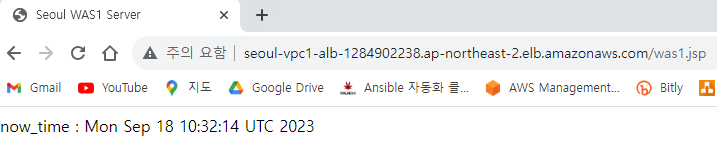 Seoul WAS1 Server
주의 요함 | seoul-vpc1-alb-1284902238.ap-northeast-2.elb.amazonaws.com/was1.jsp
Gmail YouTube 지도 Google Drive Ansible 자동화 클... AWS Management... Bitly
now_time : Mon Sep 18 10:32:14 UTC 2023